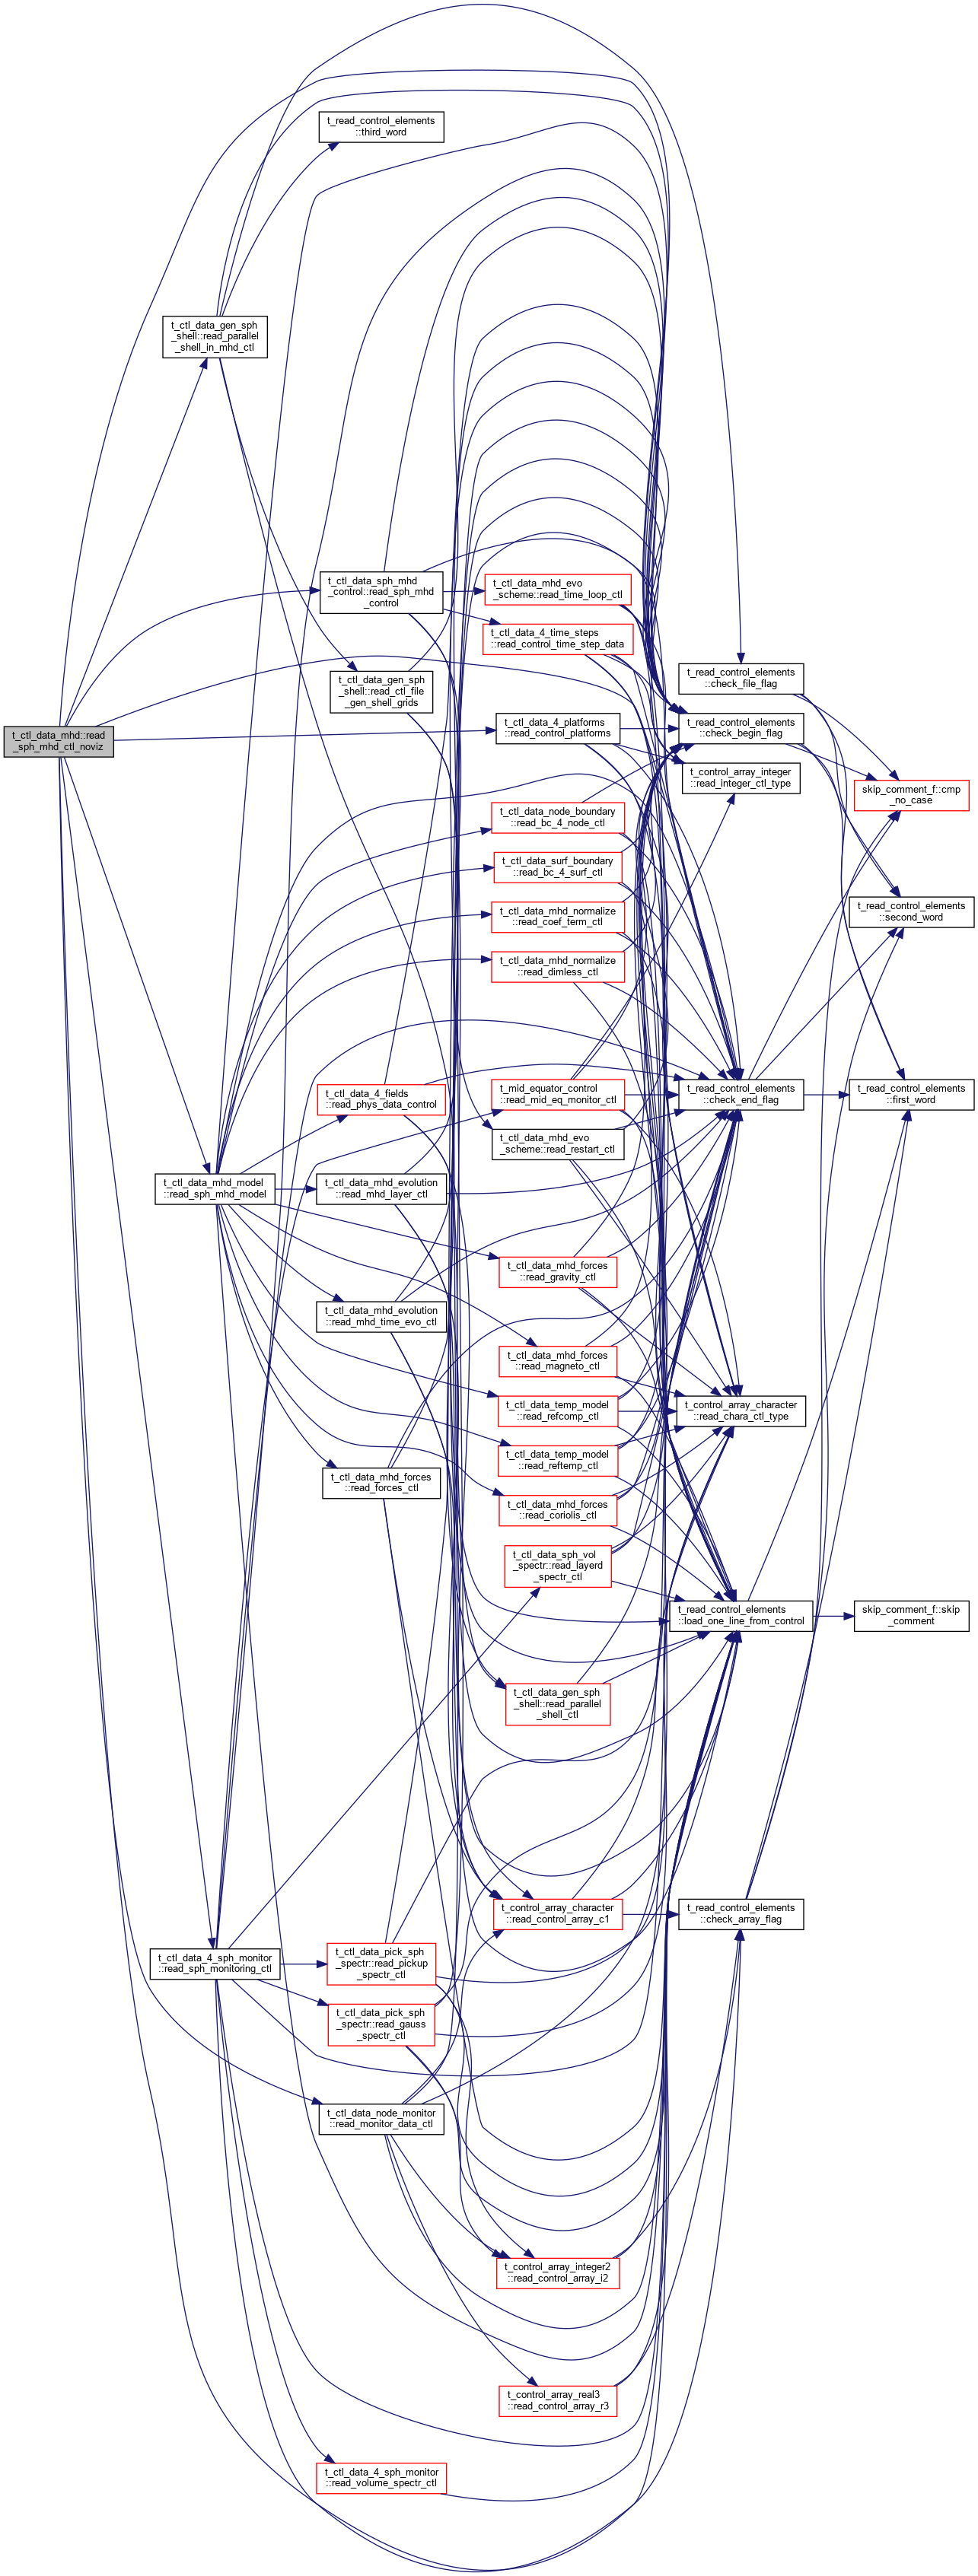 t_read_control_elements
::third_word
t_ctl_data_gen_sph
_shell::read_parallel
_shell_in_mhd_ctl
t_ctl_data_sph_mhd
_control::read_sph_mhd
_control
t_ctl_data_mhd_evo
_scheme::read_time_loop_ctl
t_ctl_data_4_time_steps
::read_control_time_step_data
t_ctl_data_gen_sph
_shell::read_ctl_file
_gen_shell_grids
t_read_control_elements
::check_file_flag
t_ctl_data_mhd::read
_sph_mhd_ctl_noviz
t_ctl_data_4_platforms
::read_control_platforms
t_read_control_elements
::check_begin_flag
t_control_array_integer
::read_integer_ctl_type
skip_comment_f::cmp
_no_case
t_ctl_data_node_boundary
::read_bc_4_node_ctl
t_ctl_data_surf_boundary
::read_bc_4_surf_ctl
t_ctl_data_mhd_normalize
::read_coef_term_ctl
t_read_control_elements
::second_word
t_ctl_data_mhd_normalize
::read_dimless_ctl
t_ctl_data_4_fields
::read_phys_data_control
t_mid_equator_control
::read_mid_eq_monitor_ctl
t_read_control_elements
::check_end_flag
t_read_control_elements
::first_word
t_ctl_data_mhd_evo
_scheme::read_restart_ctl
t_ctl_data_mhd_model
::read_sph_mhd_model
t_ctl_data_mhd_evolution
::read_mhd_layer_ctl
t_ctl_data_mhd_forces
::read_gravity_ctl
t_ctl_data_mhd_evolution
::read_mhd_time_evo_ctl
t_ctl_data_mhd_forces
::read_magneto_ctl
t_ctl_data_temp_model
::read_refcomp_ctl
t_control_array_character
::read_chara_ctl_type
t_ctl_data_temp_model
::read_reftemp_ctl
t_ctl_data_mhd_forces
::read_forces_ctl
t_ctl_data_mhd_forces
::read_coriolis_ctl
t_ctl_data_sph_vol
_spectr::read_layerd
_spectr_ctl
t_read_control_elements
::load_one_line_from_control
skip_comment_f::skip
_comment
t_ctl_data_gen_sph
_shell::read_parallel
_shell_ctl
t_control_array_character
::read_control_array_c1
t_read_control_elements
::check_array_flag
t_ctl_data_4_sph_monitor
::read_sph_monitoring_ctl
t_ctl_data_pick_sph
_spectr::read_pickup
_spectr_ctl
t_ctl_data_pick_sph
_spectr::read_gauss
_spectr_ctl
t_ctl_data_node_monitor
::read_monitor_data_ctl
t_control_array_integer2
::read_control_array_i2
t_control_array_real3
::read_control_array_r3
t_ctl_data_4_sph_monitor
::read_volume_spectr_ctl